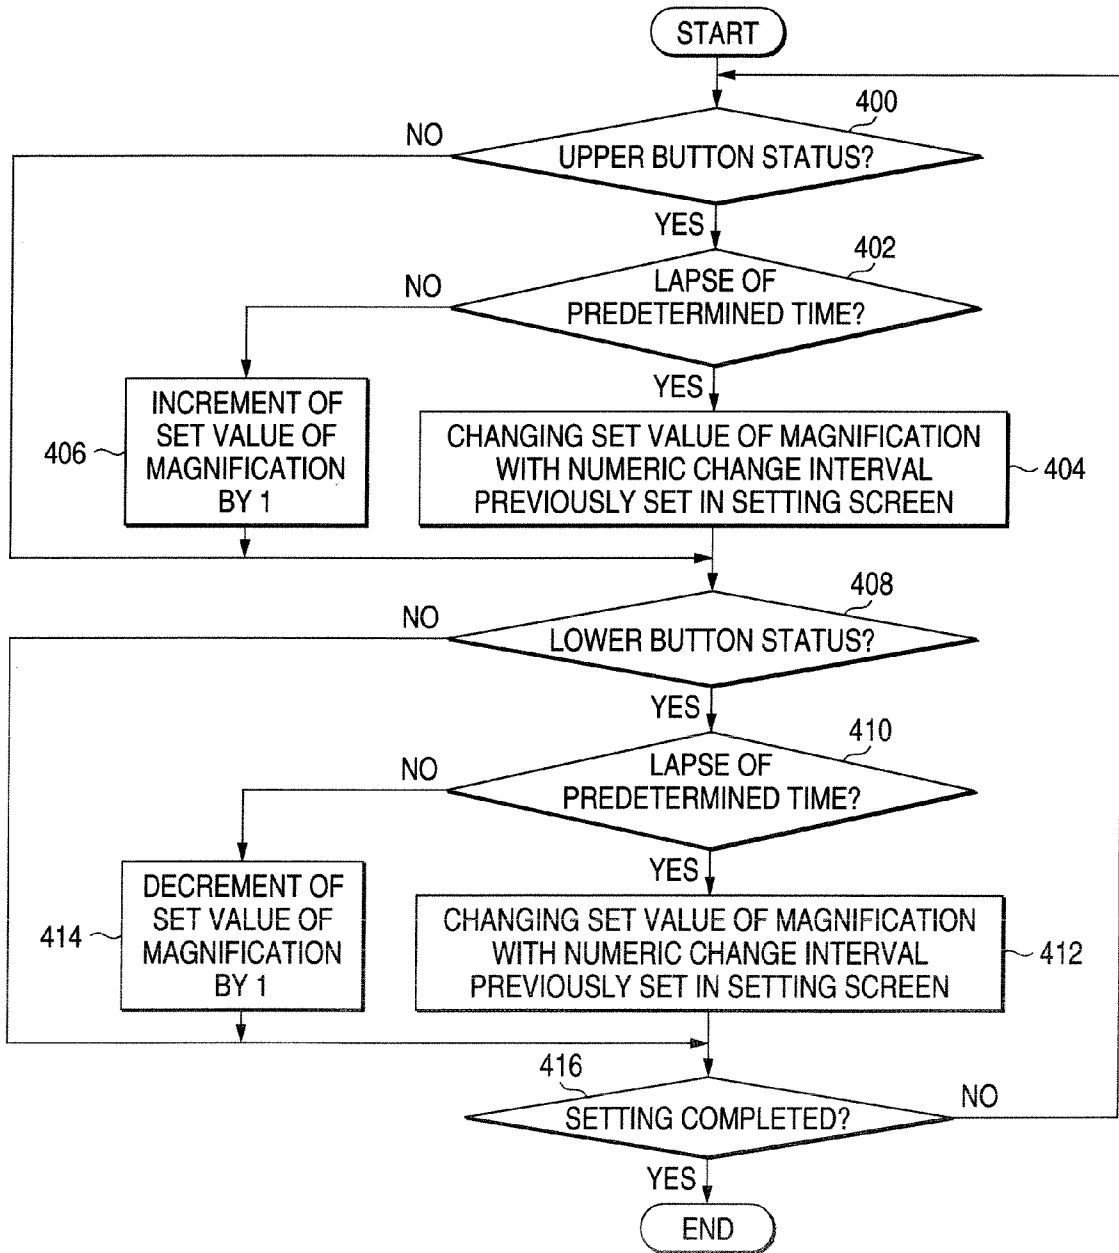 START
400
NO
UPPER BUTTON STATUS?
YES
402
NO
LAPSE OF
PREDETERMINED TIME?
YES
406
INCREMENT OF
SET VALUE OF
MAGNIFICATION
BY 1
CHANGING SET VALUE OF MAGNIFICATION
WITH NUMERIC CHANGE INTERVAL
PREVIOUSLY SET IN SETTING SCREEN
404
408
NO
LOWER BUTTON STATUS?
YES
410
NO
LAPSE OF
PREDETERMINED TIME?
YES
414
DECREMENT OF
SET VALUE OF
MAGNIFICATION
BY 1
CHANGING SET VALUE OF MAGNIFICATION
WITH NUMERIC CHANGE INTERVAL
PREVIOUSLY SET IN SETTING SCREEN
412
416
SETTING COMPLETED?
NO
YES
END